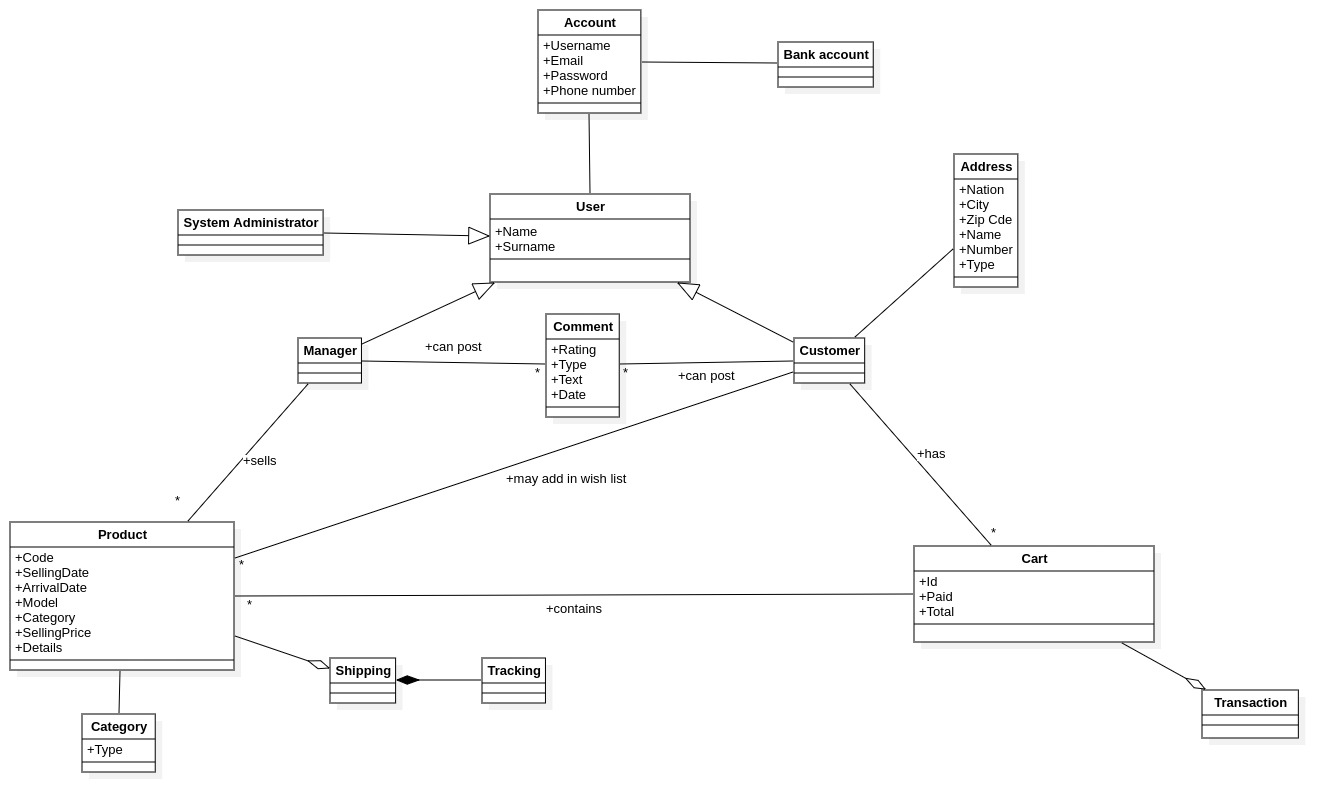 Account
+Username
+Email
+Password
+Phone number
Bank account
Address
+Nation
+City
+Zip Cde
+Name
+Number
+Type
User
+Name
+Surname
System Administrator
Manager
+can post
*
Comment
+Rating
+Type
+Text
+Date
*
+can post
Customer
+sells
*
+may add in wish list
*
+has
*
Product
+Code
+SellingDate
+ArrivalDate
+Model
+Category
+SellingPrice
+Details
*
+contains
Cart
+Id
+Paid
+Total
Shipping
Tracking
Transaction
Category
+Type